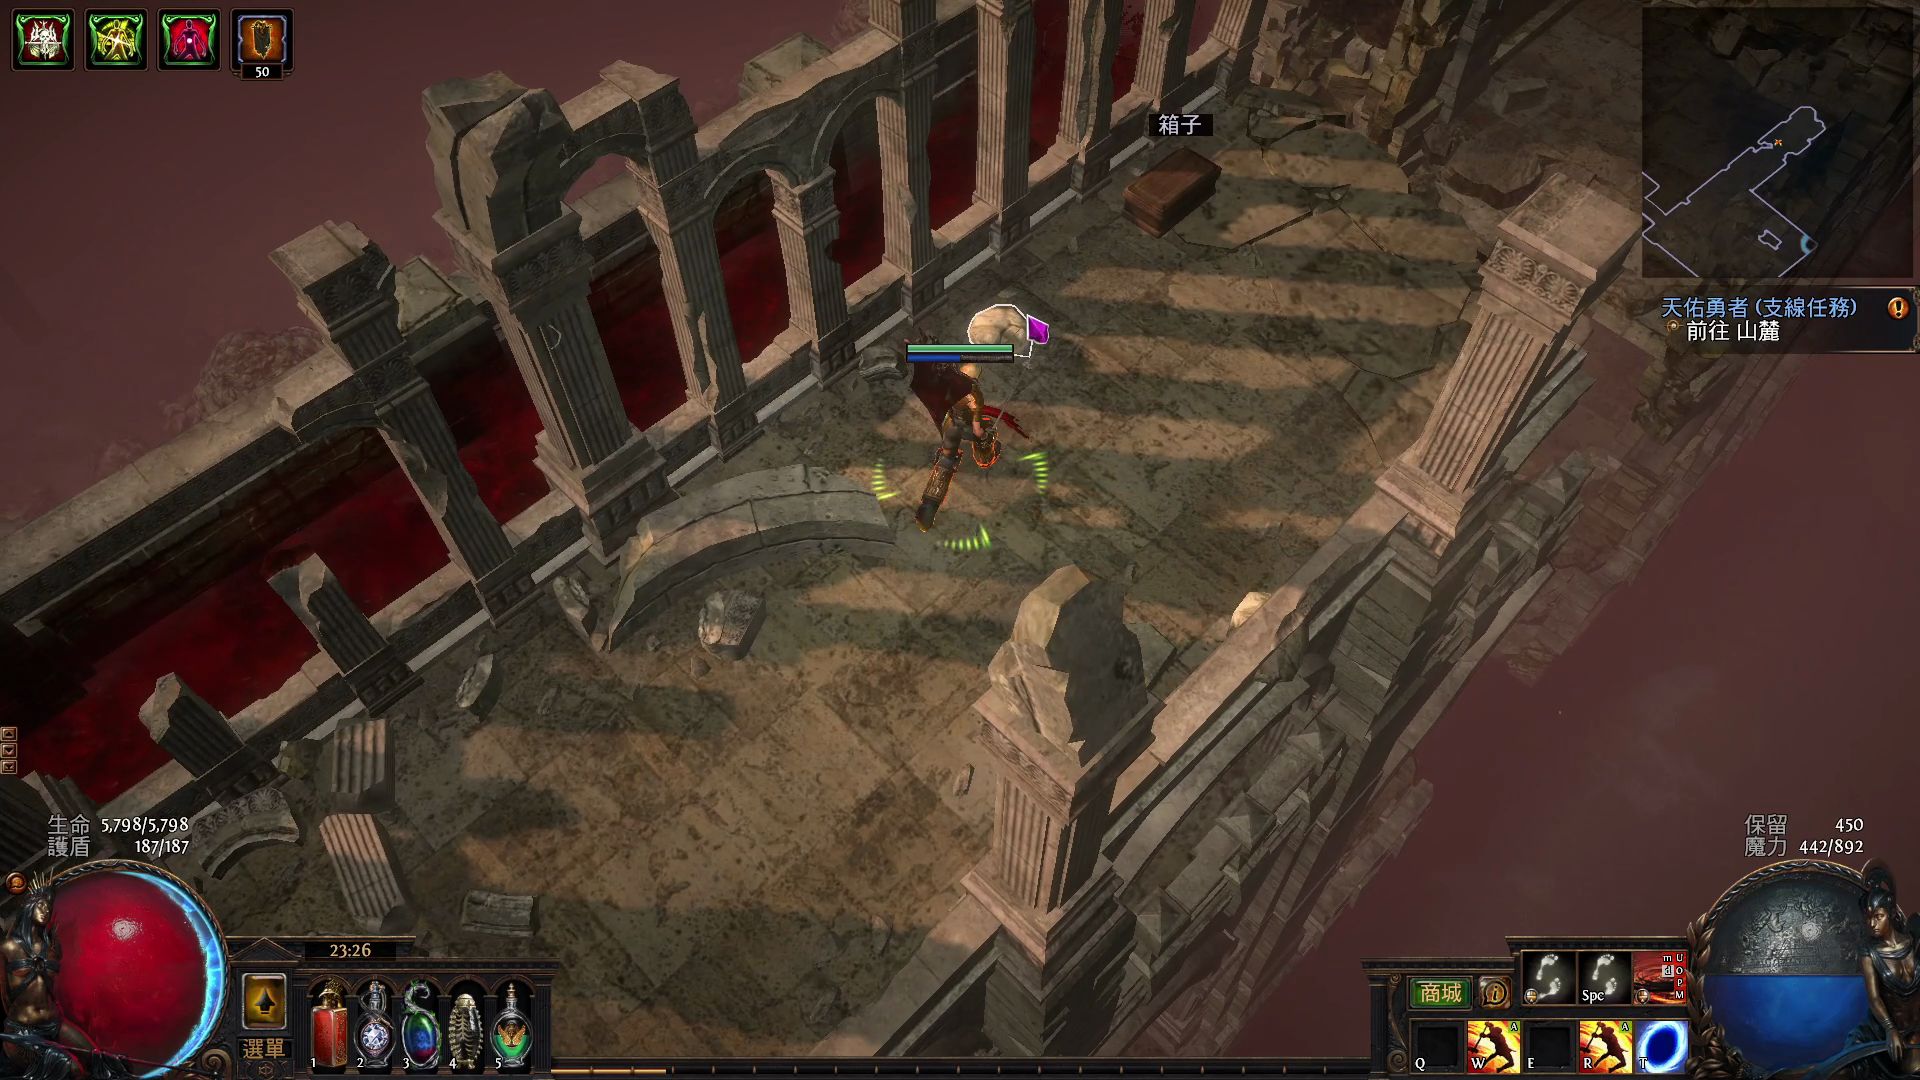 50
箱子
天佑勇者 (支線任務)
前往 山麓
生命 5,798/5,798
護盾 187/187
保留 450
魔力 442/892
23:26
選單
1 2 3 4 5
商城
Spc
m U
d O
P
M
Q W A E R A T